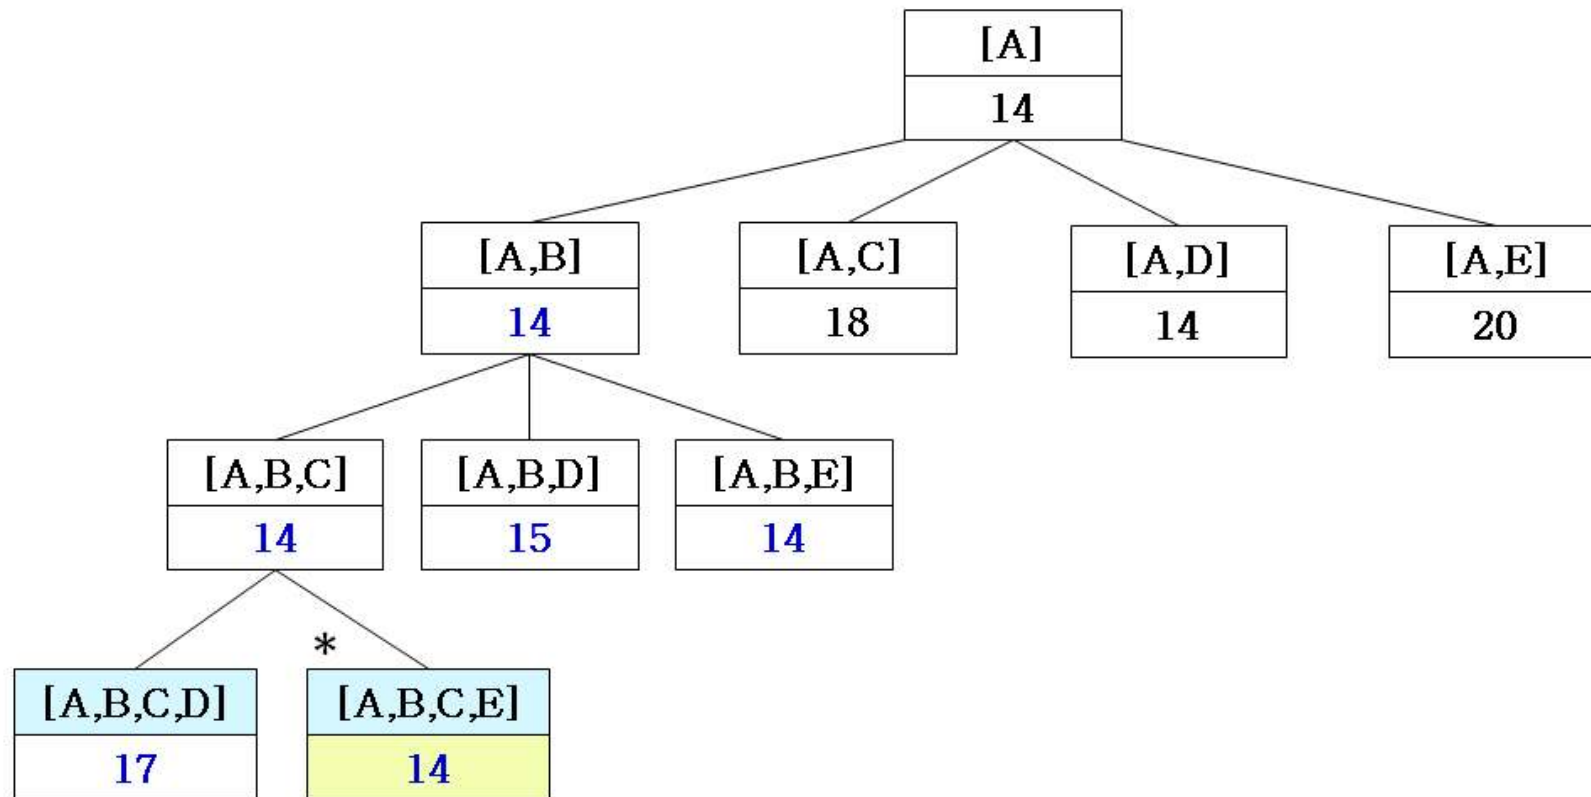 [A]
14
[A,B]
14
[A,C]
18
[A,D]
14
[A,E]
20
[A,B,C]
14
[A,B,D]
15
[A,B,E]
14
*
[A,B,C,D]
17
[A,B,C,E]
14